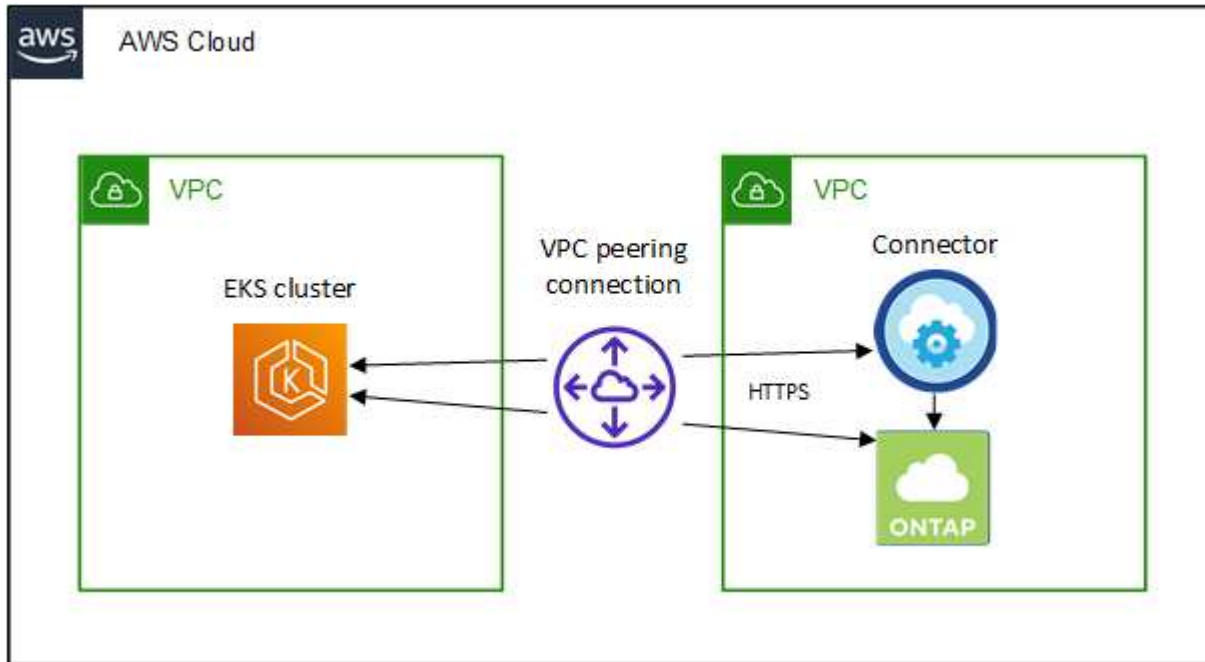 aws
AWS Cloud
VPC
VPC
Connector
VPC peering
connection
EKS cluster
K
HTTPS
ONTAP